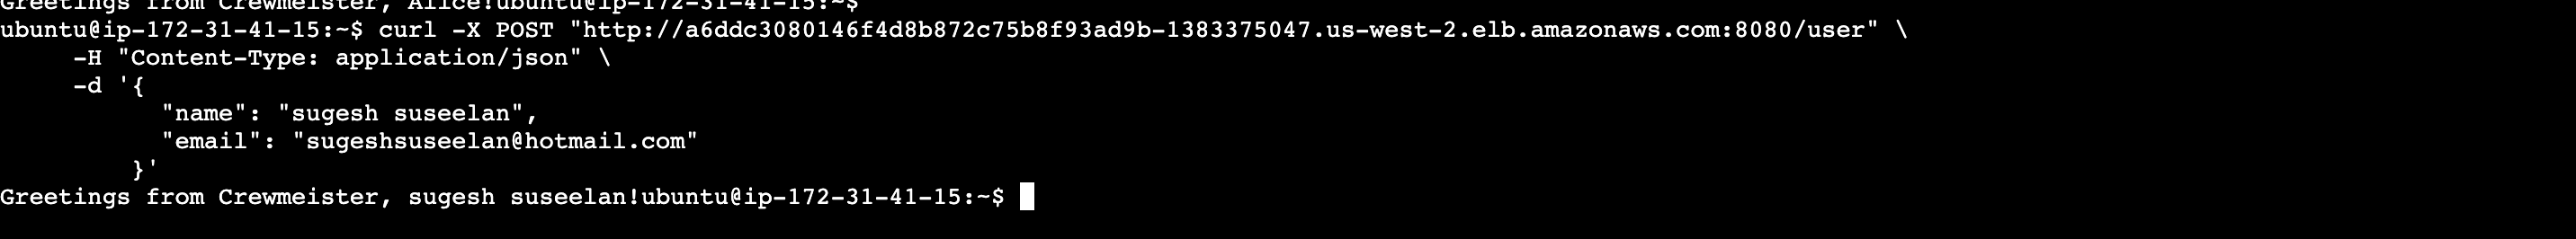 Greetings from Crewmeister, Alice!ubuntu@ip-172-31-41-15:~$
ubuntu@ip-172-31-41-15:~$ curl -X POST "http://a6ddc3080146f4d8b872c75b8f93ad9b-1383375047.us-west-2.elb.amazonaws.com:8080/user" \
-H "Content-Type: application/json" \
-d '{
"name": "sugesh suseelan",
"email": "sugeshsuseelan@hotmail.com"
}'
Greetings from Crewmeister, sugesh suseelan!ubuntu@ip-172-31-41-15:~$